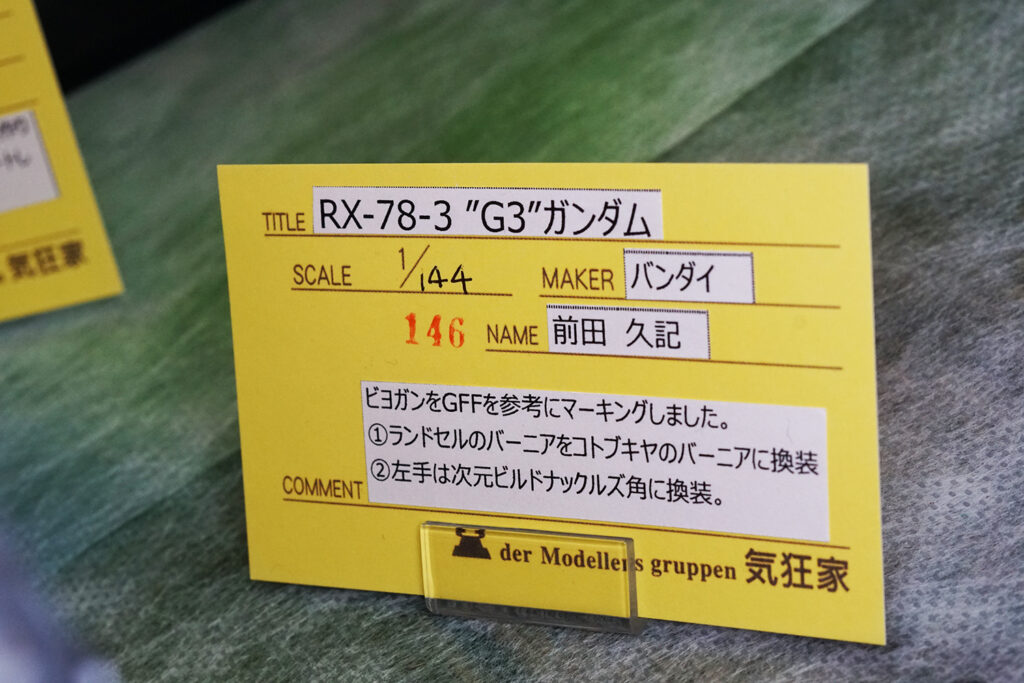 TITLE RX-78-3 "G3"ガンダム
SCALE 1/144 MAKER バンダイ
146 NAME 前田 久記
ビヨガンをGFFを参考にマーキングしました。
①ランドセルのバーニアをコトブキヤのバーニアに換装
②左手は次元ビルドナックルズ角に換装。
COMMENT
der Modellers gruppen 気狂家
気狂家